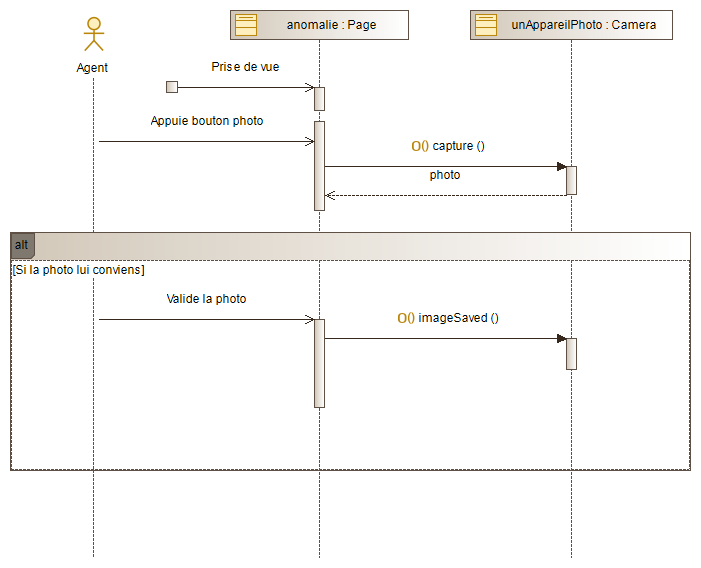 anomalie : Page
unAppareilPhoto : Camera
Agent
Prise de vue
Appuie bouton photo
O() capture ()
photo
alt
[Si la photo lui conviens]
Valide la photo
O() imageSaved ()